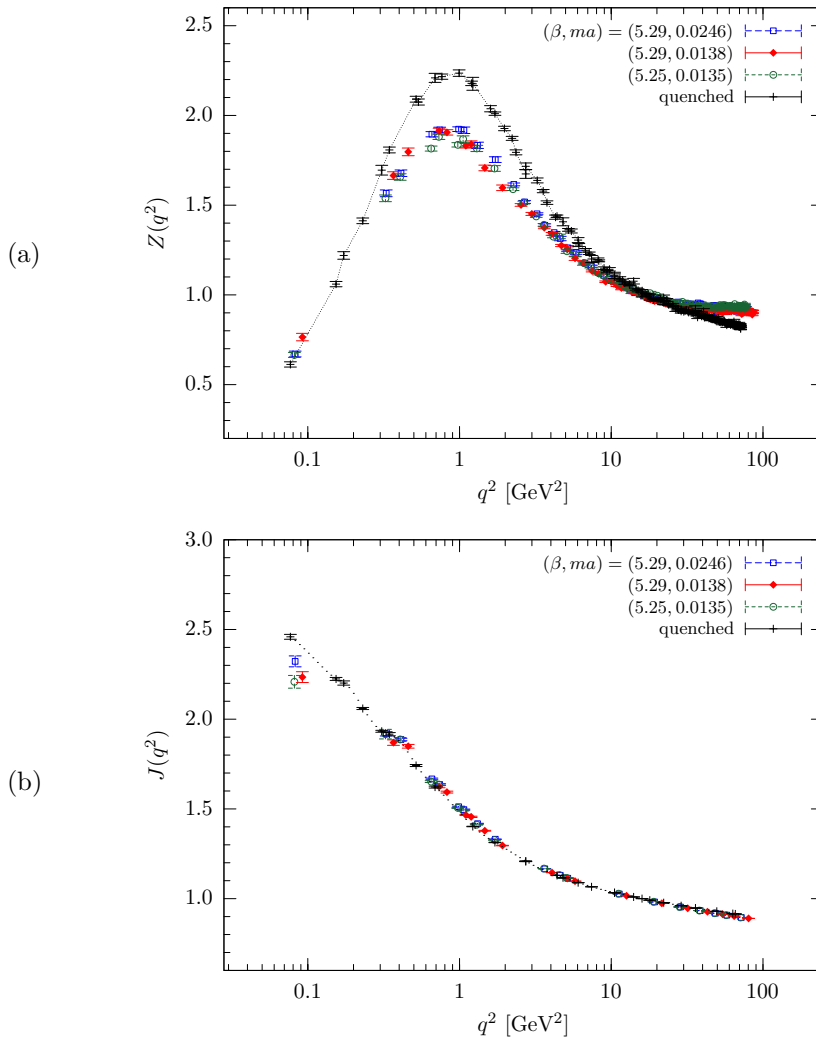 (a)
Z(q²)
2.5
2.0
1.5
1.0
0.5
0.1
1
10
100
q² [GeV²]
(β, ma) = (5.29, 0.0246)
(5.29, 0.0138)
(5.25, 0.0135)
quenched
(b)
J(q²)
3.0
2.5
2.0
1.5
1.0
0.1
1
10
100
q² [GeV²]
(β, ma) = (5.29, 0.0246)
(5.29, 0.0138)
(5.25, 0.0135)
quenched